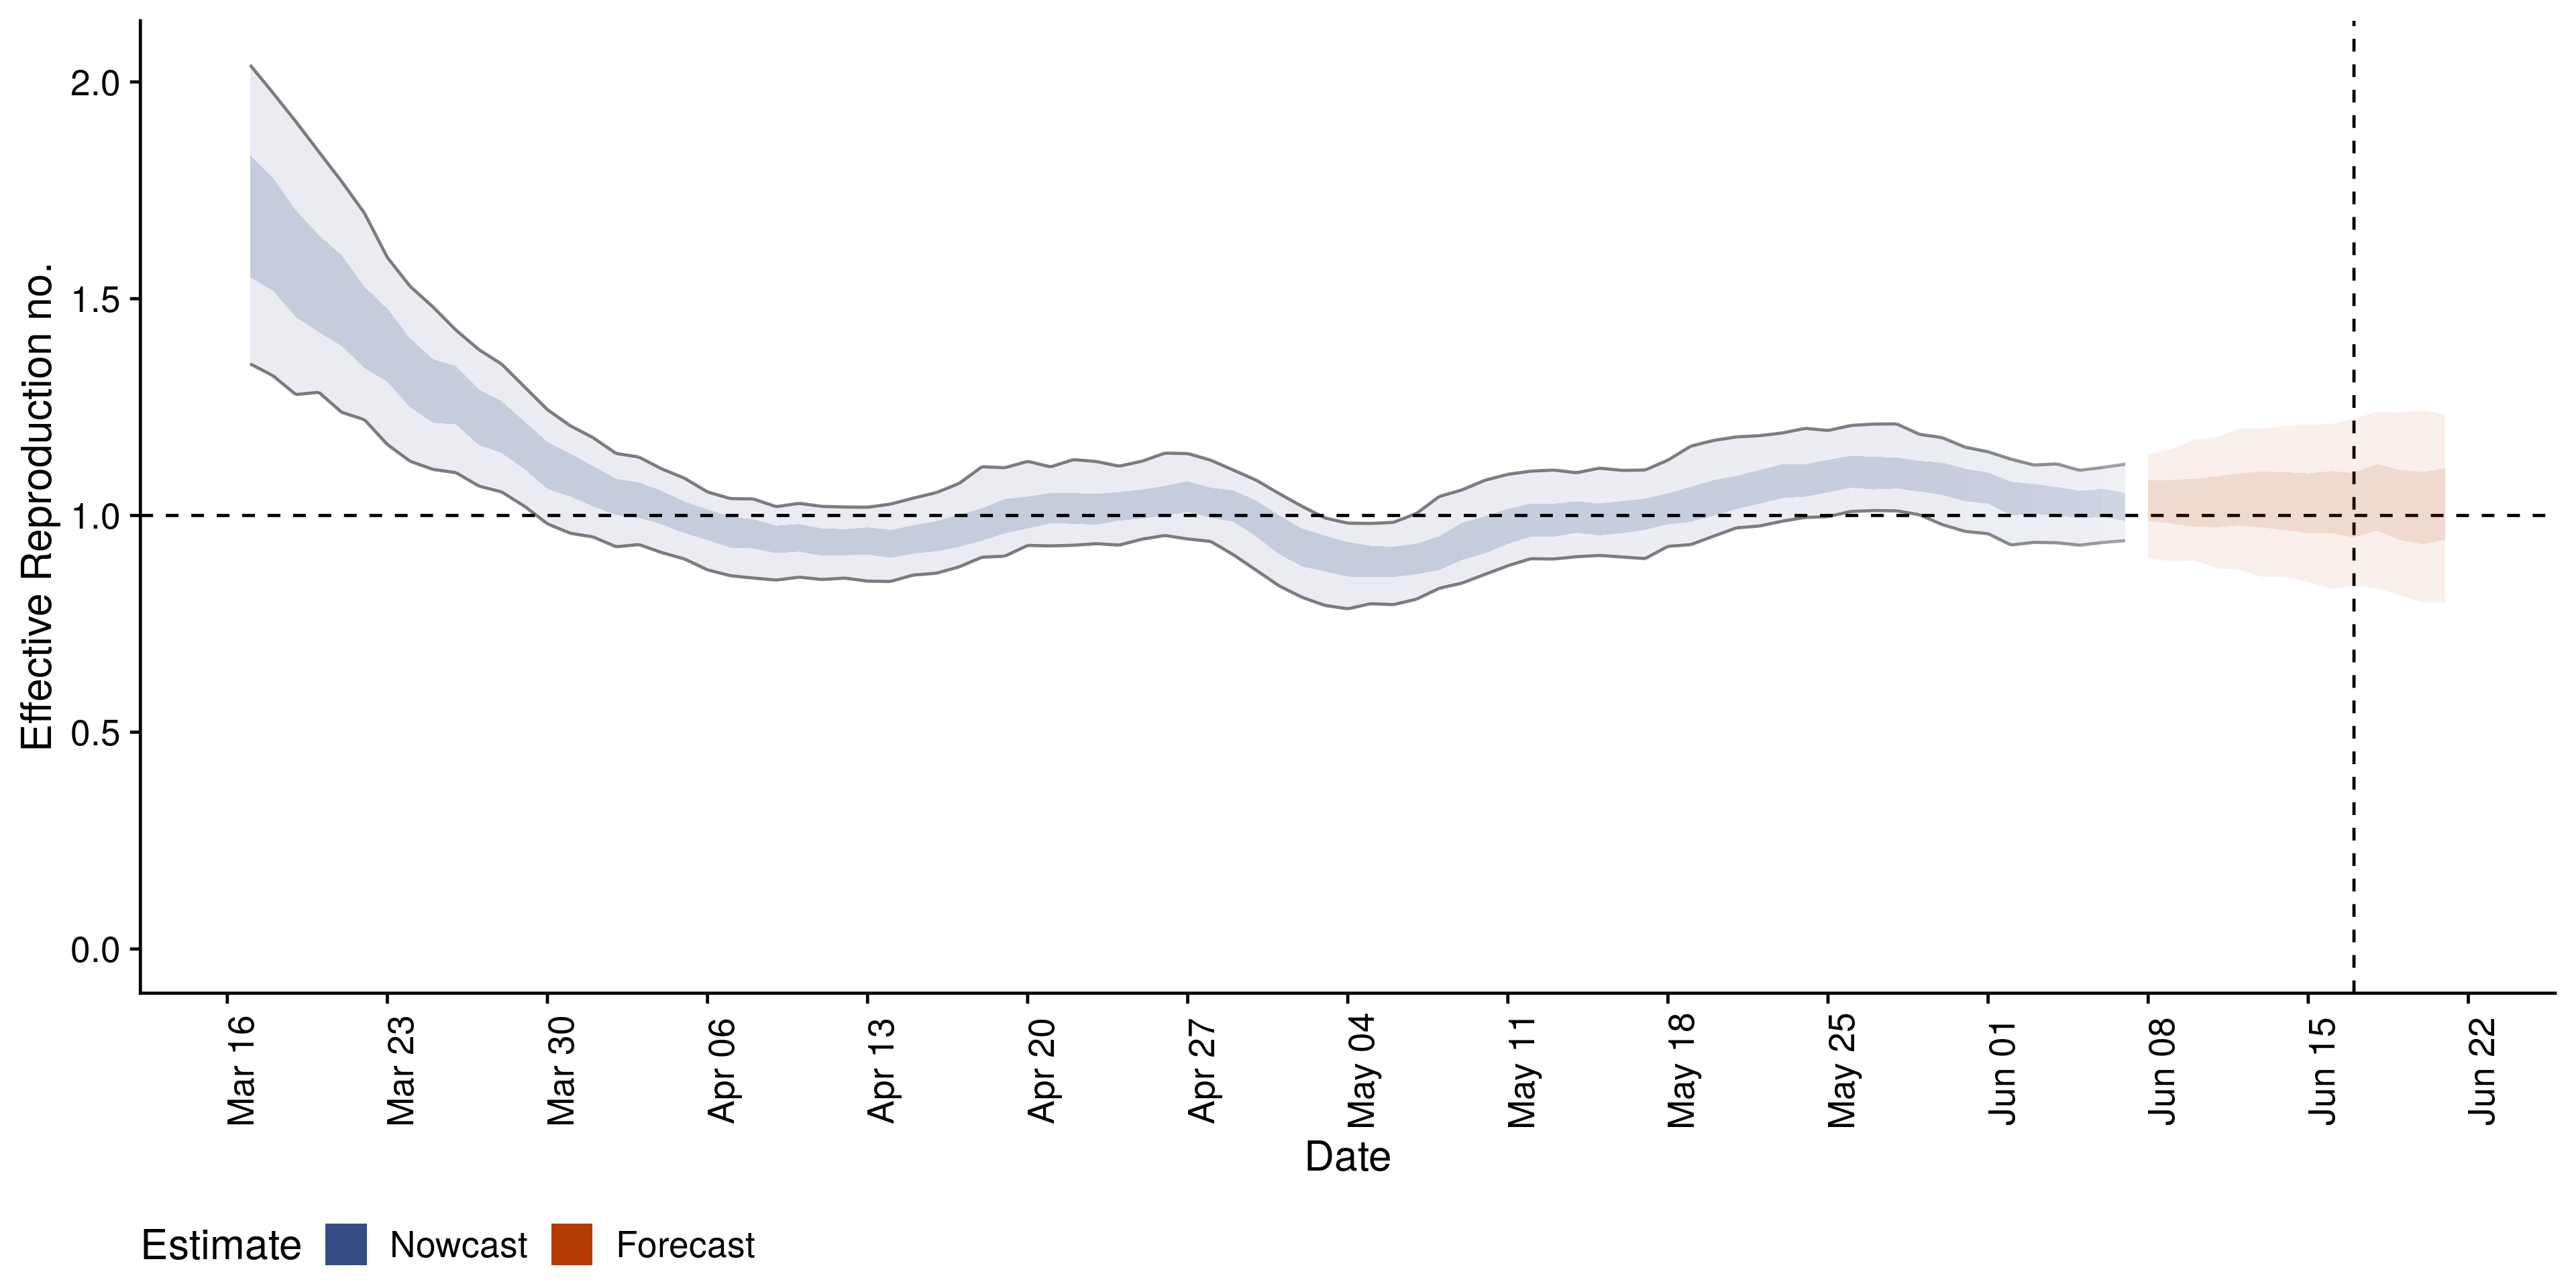 Effective Reproduction no.
2.0
1.5
1.0
0.5
0.0
Mar 16
Mar 23
Mar 30
Apr 06
Apr 13
Apr 20
Apr 27
May 04
May 11
May 18
May 25
Jun 01
Jun 08
Jun 15
Jun 22
Date
Estimate Nowcast Forecast